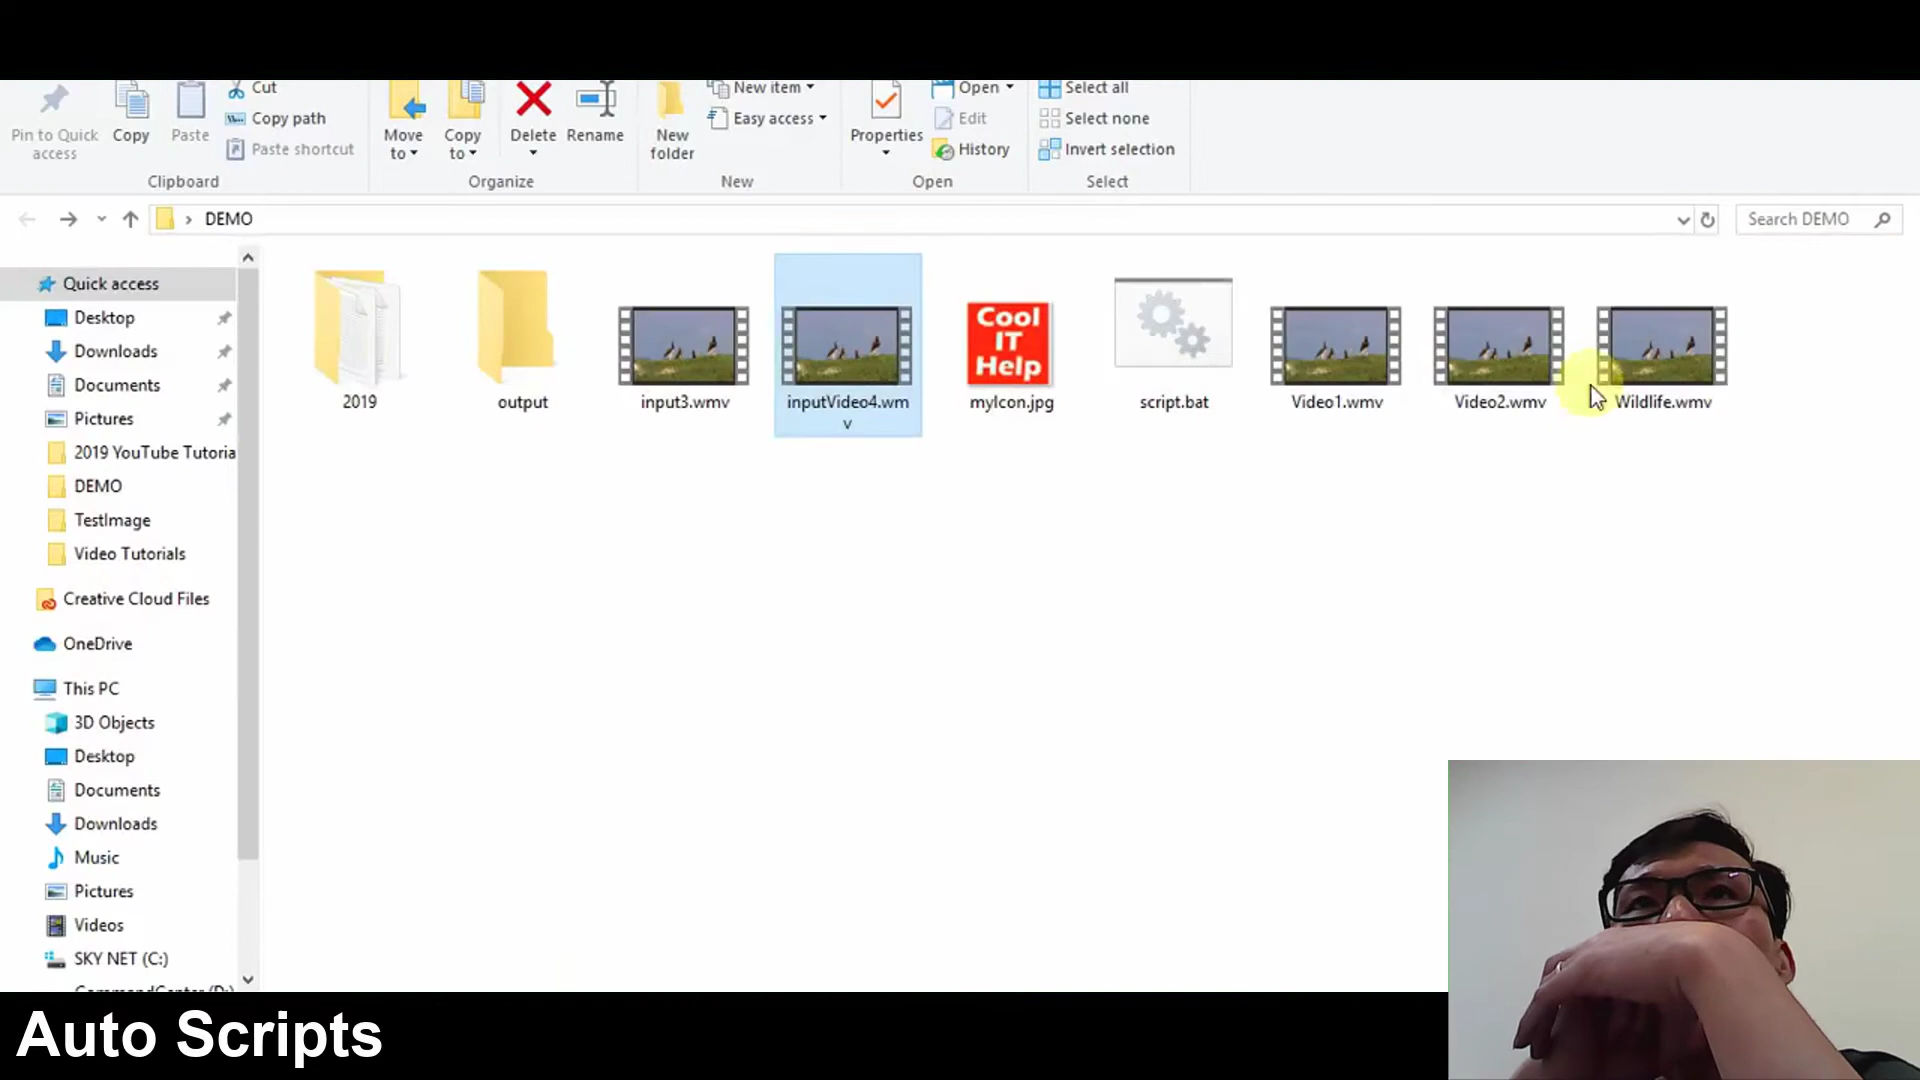 Cut
New item
Open
Select all
Copy path
Easy access
Edit
Select none
Pin to Quick
access
Copy
Paste
Paste shortcut
Move
to
Copy
to
Delete
Rename
New
folder
Properties
History
Invert selection
Clipboard
Organize
New
Open
Select
DEMO
Search DEMO
Quick access
Desktop
Downloads
Documents
Pictures
2019 YouTube Tutoria
DEMO
TestImage
Video Tutorials
Creative Cloud Files
OneDrive
This PC
3D Objects
Desktop
Documents
Downloads
Music
Pictures
Videos
SKY NET (C:)
2019
output
input3.wmv
inputVideo4.wm
v
Cool
IT
Help
myIcon.jpg
script.bat
Video1.wmv
Video2.wmv
Wildlife.wmv
Auto Scripts